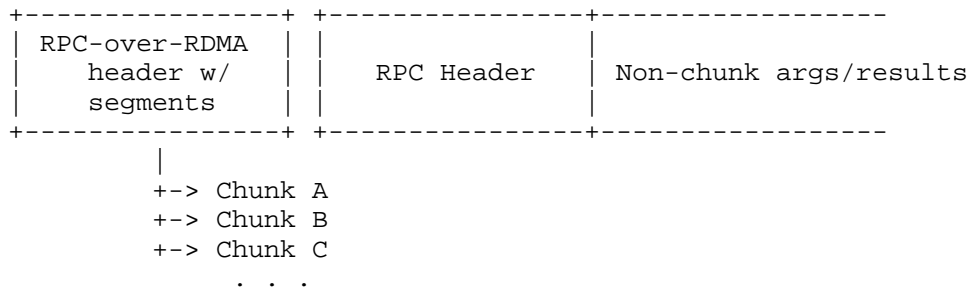 +----------------+ +----------------+------------------
| RPC-over-RDMA  | |                |
|    header w/   | |   RPC Header   | Non-chunk args/results
|    segments    | |                |
+----------------+ +----------------+------------------
         |
         +-> Chunk A
         +-> Chunk B
         +-> Chunk C
              . . .